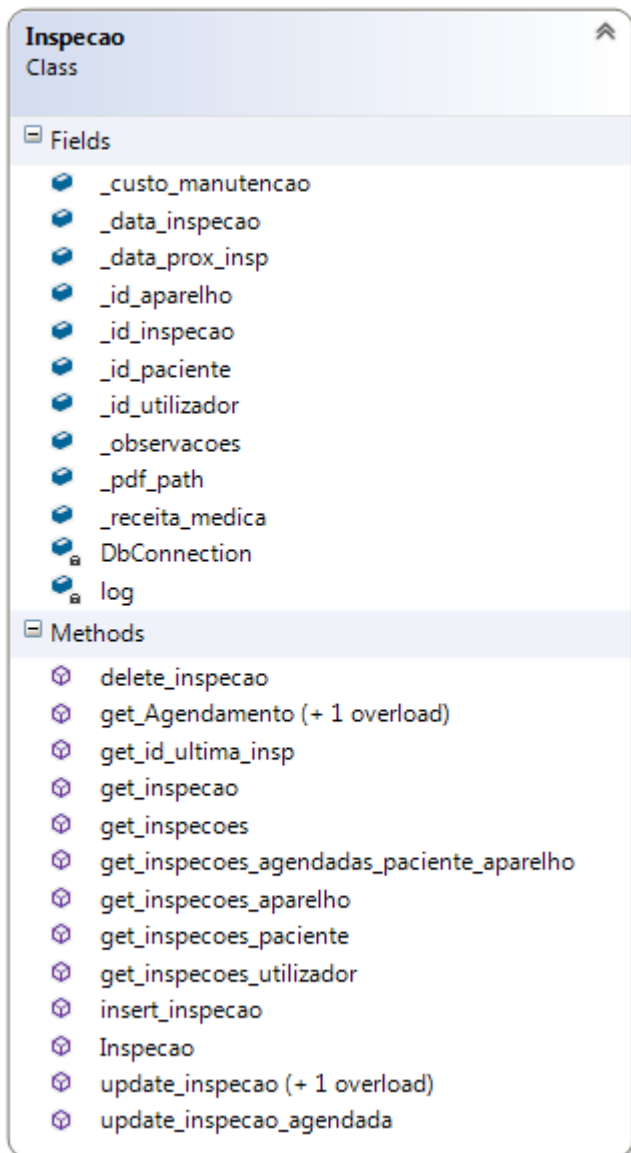 Inspecao
Class
Fields
_custo_manutencao
_data_inspecao
_data_prox_insp
_id_aparelho
_id_inspecao
_id_paciente
_id_utilizador
_observacoes
_pdf_path
_receita_medica
DbConnection
log
Methods
delete_inspecao
get_Agendamento (+ 1 overload)
get_id_ultima_insp
get_inspecao
get_inspecoes
get_inspecoes_agendadas_paciente_aparelho
get_inspecoes_aparelho
get_inspecoes_paciente
get_inspecoes_utilizador
insert_inspecao
Inspecao
update_inspecao (+ 1 overload)
update_inspecao_agendada